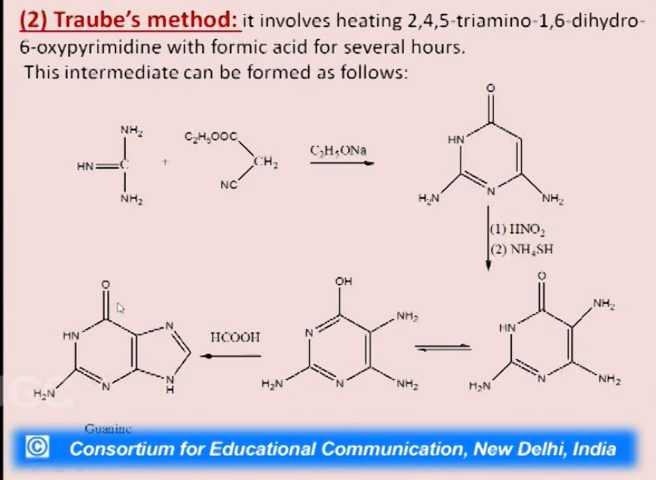 (2) Traube's method: it involves heating 2,4,5-triamino-1,6-dihydro-
6-oxypyrimidine with formic acid for several hours.
This intermediate can be formed as follows:
O
NH2
C2H5OOC
C2H5ONa
HN
HN=C
+
CH2
NH2
NC
H2N
N
NH2
(1) HNO2
(2) NH4SH
O
OH
O
NH2
NH2
HN
N
HCOOH
N
HN
H2N
N
N
H
H2N
N
NH2
H2N
N
NH2
Guanine
© Consortium for Educational Communication, New Delhi, India